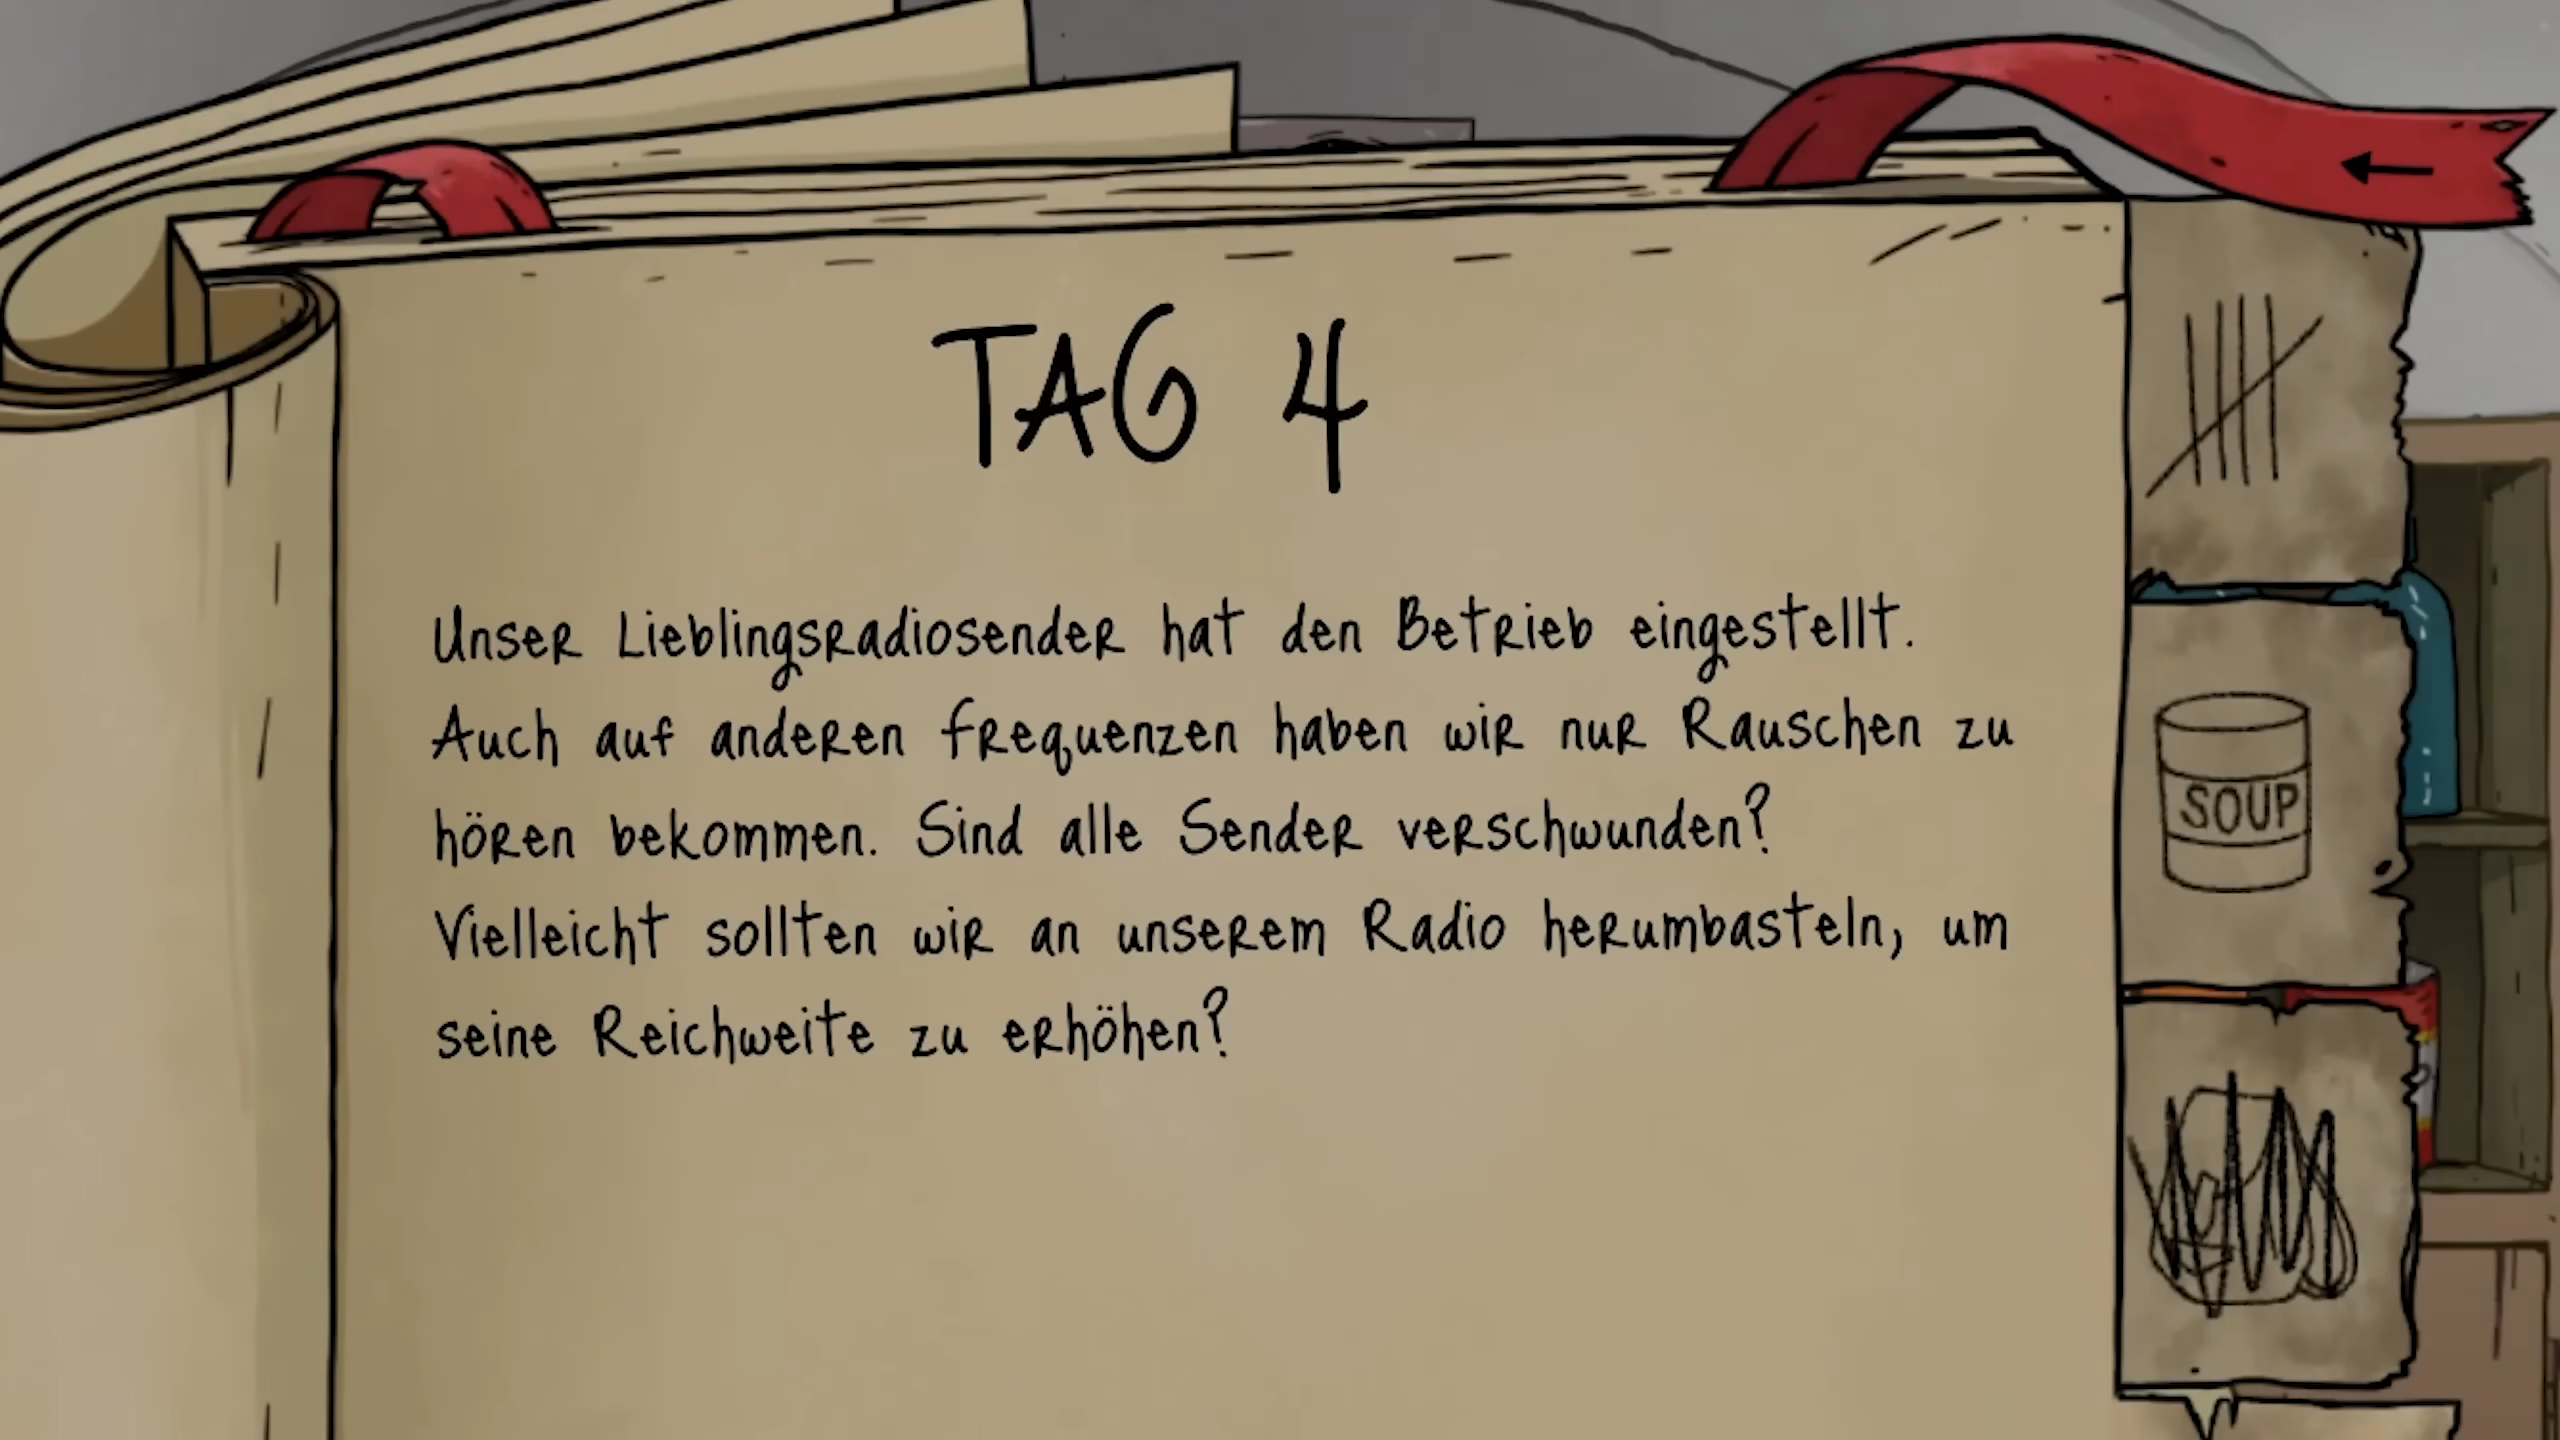 TAG 4
Unser Lieblingsradiosender hat den Betrieb eingestellt.
Auch auf anderen Frequenzen haben wir nur Rauschen zu
hören bekommen. Sind alle Sender verschwunden?
Vielleicht sollten wir an unserem Radio herumbasteln, um
seine Reichweite zu erhöhen?
SOUP